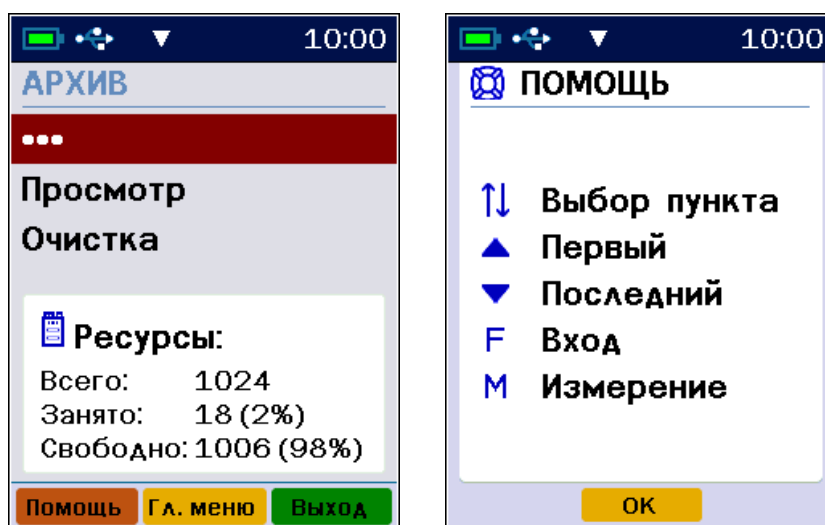 10:00
АРХИВ
...
Просмотр
Очистка
Ресурсы:
Всего: 1024
Занято: 18 (2%)
Свободно: 1006 (98%)
Помощь Гл. меню Выход
10:00
ПОМОЩЬ
↑↓ Выбор пункта
▲ Первый
▼ Последний
F Вход
M Измерение
ОК